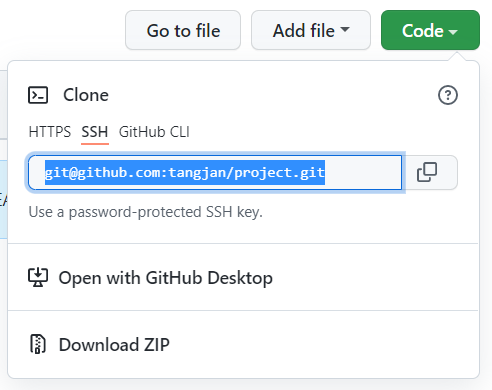 Go to file Add file Code
Clone
HTTPS SSH GitHub CLI
git@github.com:tangjan/project.git
Use a password-protected SSH key.
Open with GitHub Desktop
Download ZIP